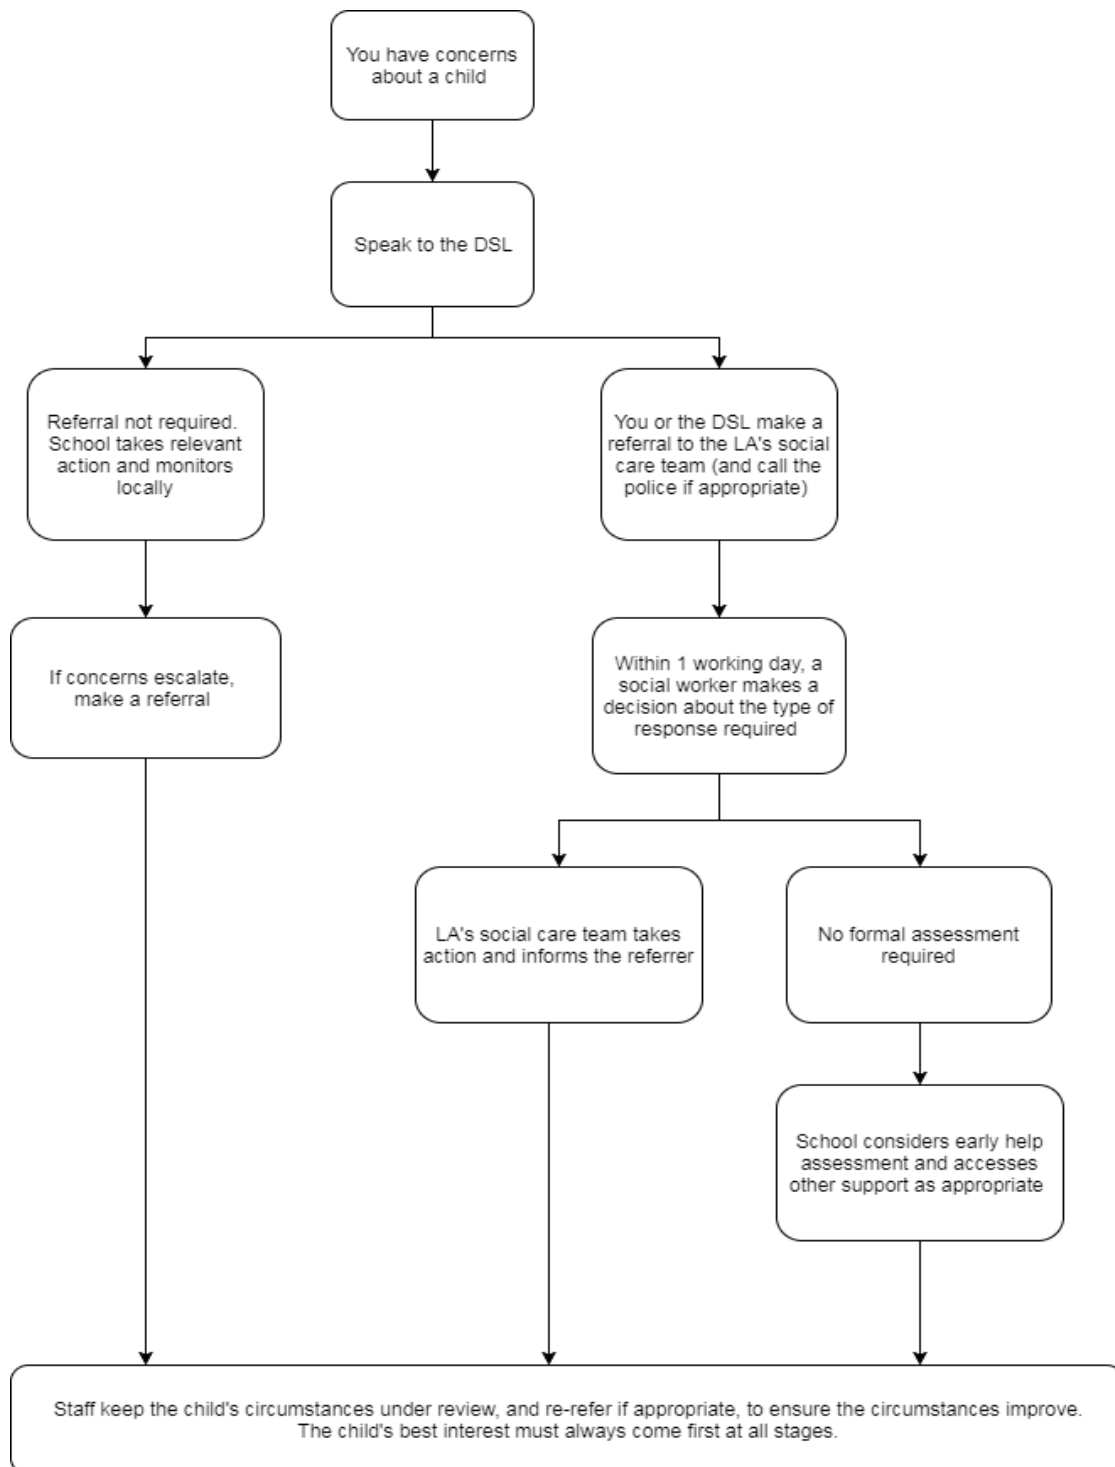 You have concerns
about a child
Speak to the DSL
Referral not required.
School takes relevant
action and monitors
locally
You or the DSL make a
referral to the LA's social
care team (and call the
police if appropriate)
If concerns escalate,
make a referral
Within 1 working day, a
social worker makes a
decision about the type of
response required
LA's social care team takes
action and informs the referrer
No formal assessment
required
School considers early help
assessment and accesses
other support as appropriate
Staff keep the child's circumstances under review, and re-refer if appropriate, to ensure the circumstances improve.
The child's best interest must always come first at all stages.